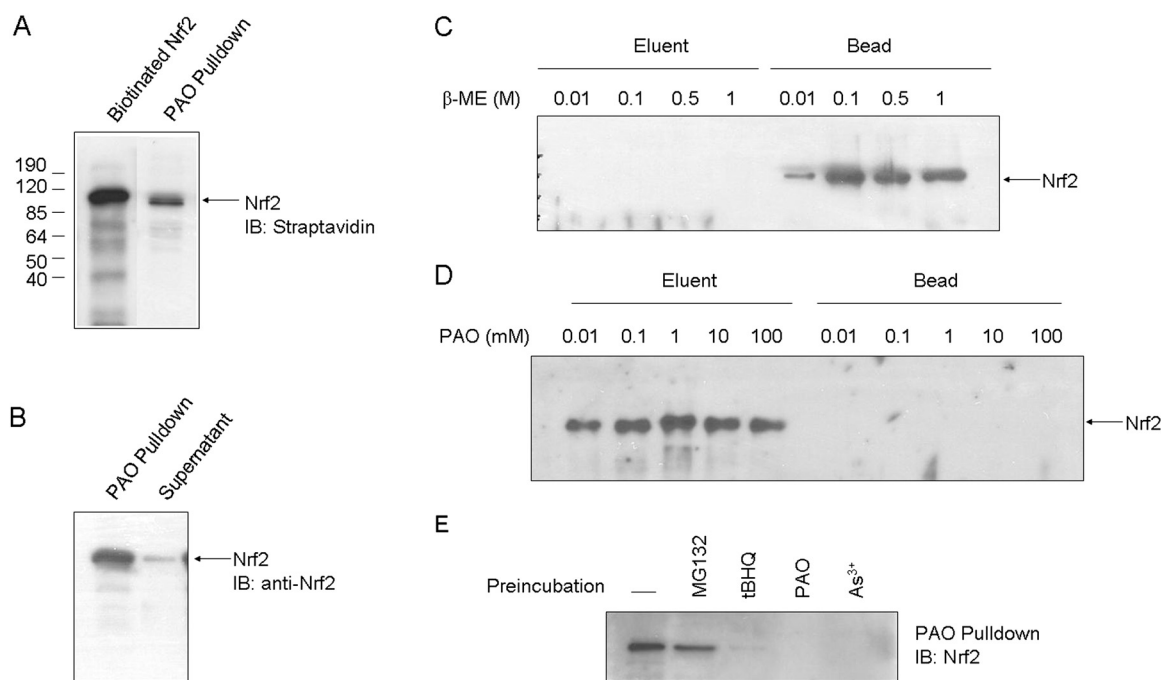 A
Biotinated Nrf2
PAO Pulldown
190
120
85
64
50
40
Nrf2
IB: Straptavidin
B
PAO Pulldown
Supernatant
Nrf2
IB: anti-Nrf2
C
Eluent Bead
β-ME (M) 0.01 0.1 0.5 1 0.01 0.1 0.5 1
Nrf2
D
Eluent Bead
PAO (mM) 0.01 0.1 1 10 100 0.01 0.1 1 10 100
Nrf2
E
Preincubation — MG132 tBHQ PAO As³⁺
PAO Pulldown
IB: Nrf2